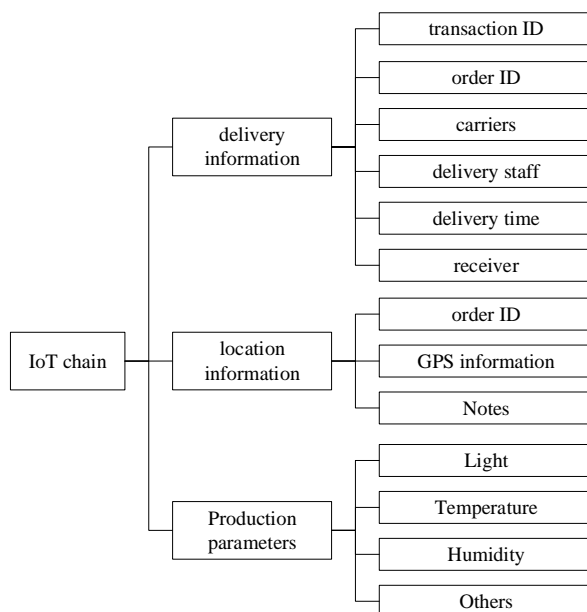 IoT chain
delivery
information
transaction ID
order ID
carriers
delivery staff
delivery time
receiver
location
information
order ID
GPS information
Notes
Production
parameters
Light
Temperature
Humidity
Others